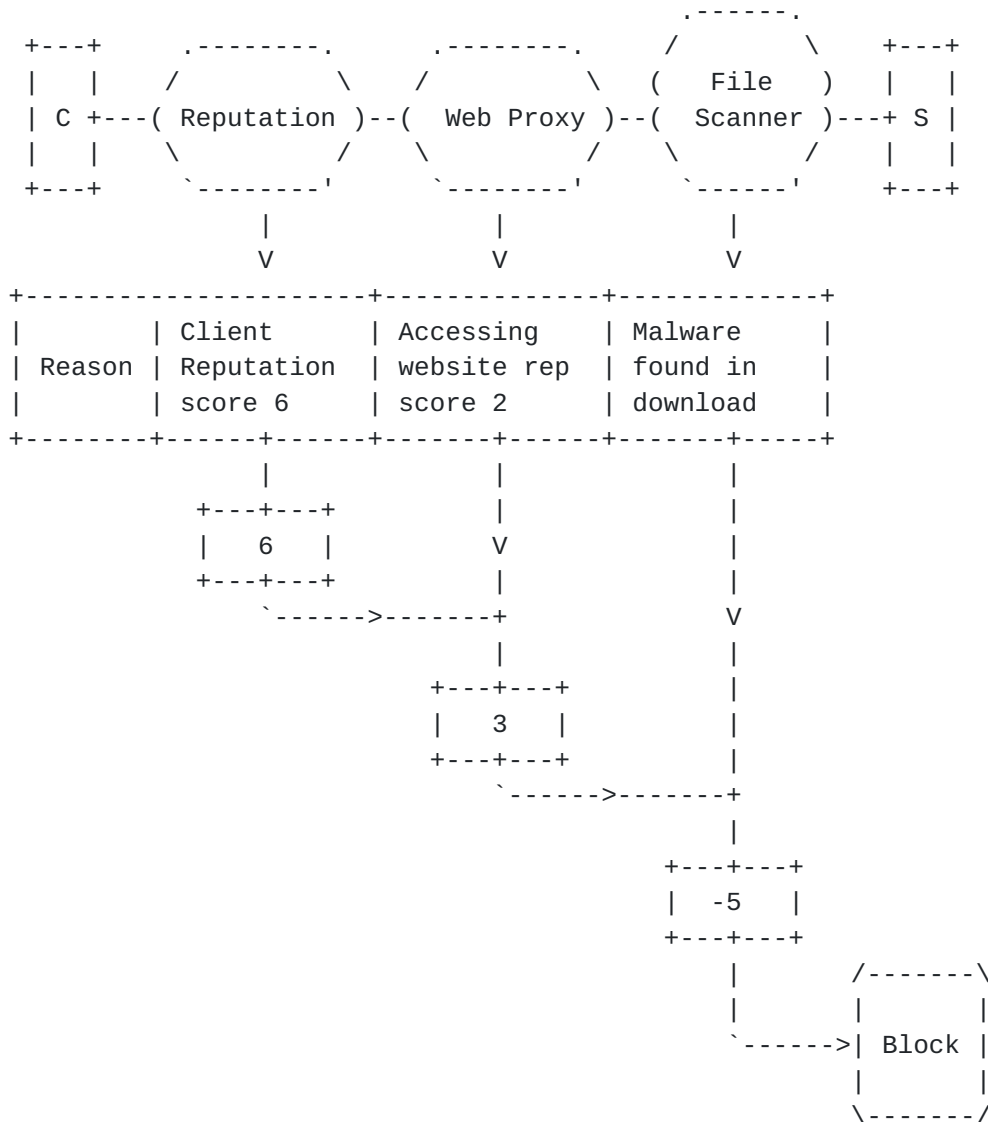 C Reputation Web Proxy File Scanner S
Reason Client Reputation score 6 Accessing website rep score 2 Malware found in download
6
3
-5
Block